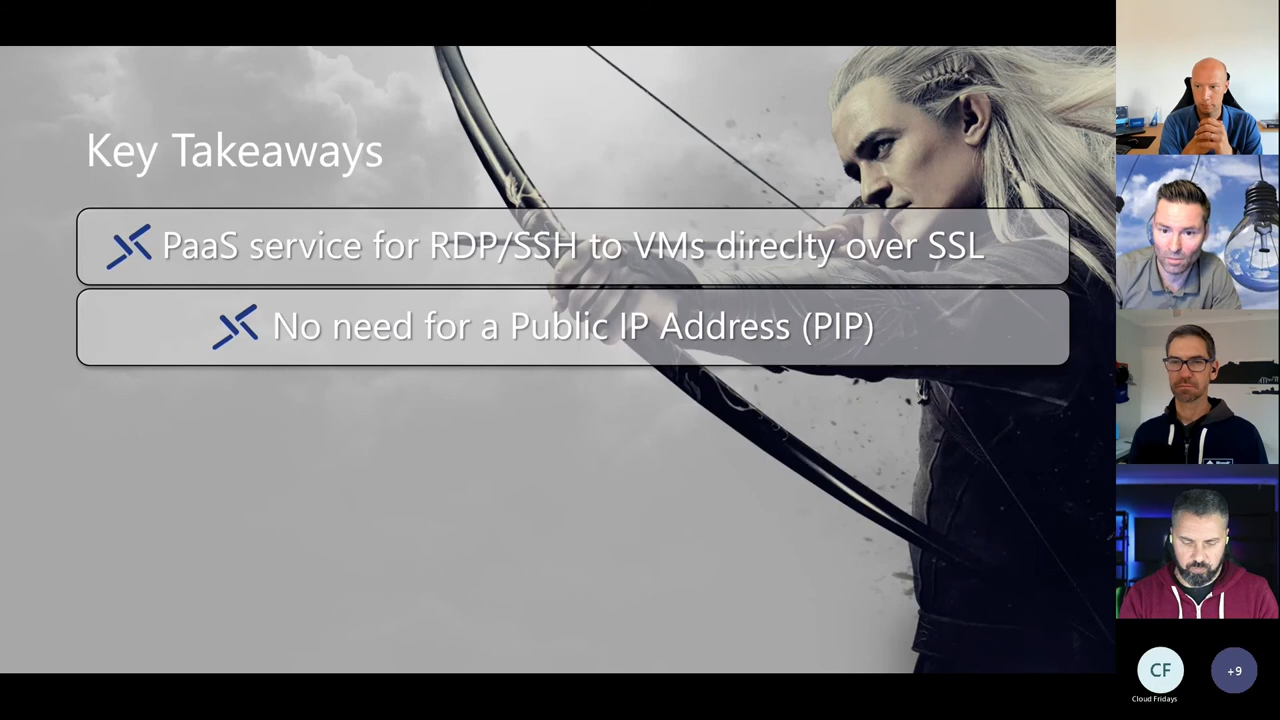 Key Takeaways
PaaS service for RDP/SSH to VMs direclty over SSL
No need for a Public IP Address (PIP)
CF
+9
Cloud Fridays